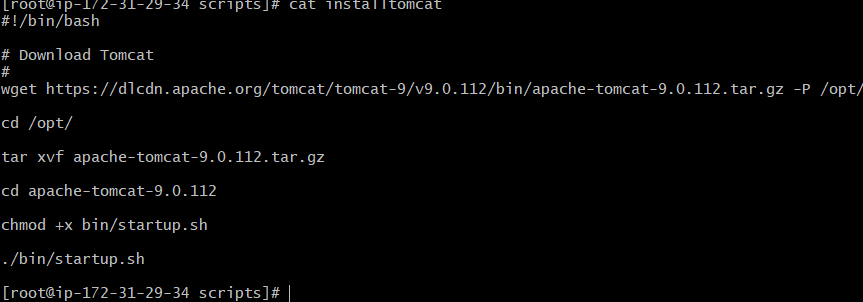 [root@ip-172-31-29-34 scripts]# cat installtomcat
#!/bin/bash
# Download Tomcat
#
wget https://dlcdn.apache.org/tomcat/tomcat-9/v9.0.112/bin/apache-tomcat-9.0.112.tar.gz -P /opt/
cd /opt/
tar xvf apache-tomcat-9.0.112.tar.gz
cd apache-tomcat-9.0.112
chmod +x bin/startup.sh
./bin/startup.sh
[root@ip-172-31-29-34 scripts]#